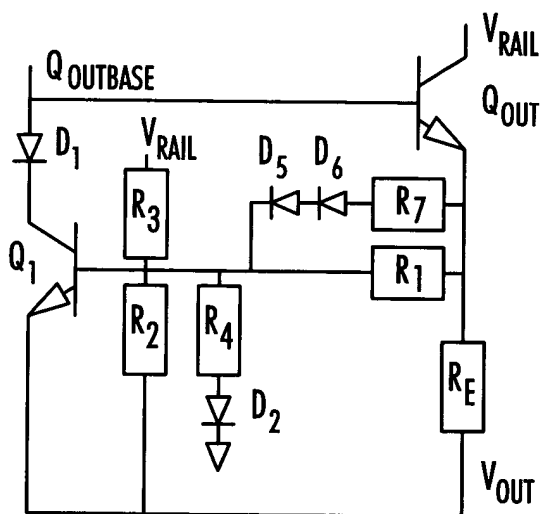 V_RAIL
Q_OUTBASE
Q_OUT
D_1
V_RAIL
D_5 D_6
R_3
R_7
Q_1
R_2
R_4
R_1
R_E
D_2
V_OUT